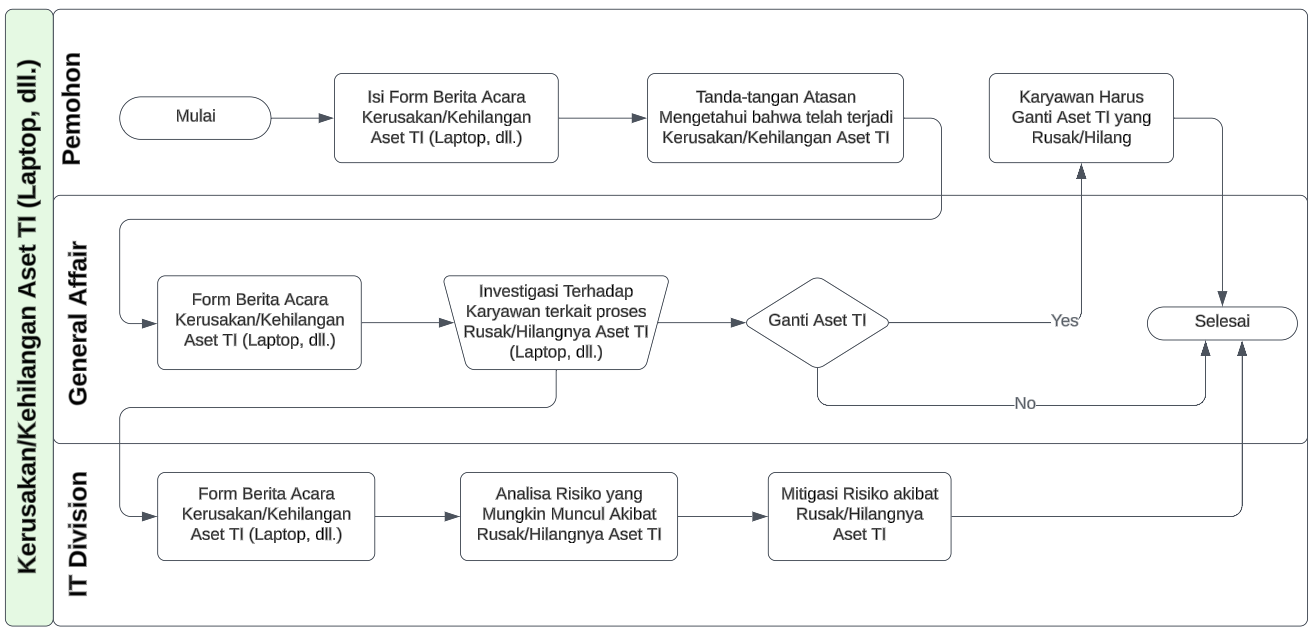 Kerusakan/Kehilangan Aset TI (Laptop, dll.)
Pemohon
Mulai
Isi Form Berita Acara
Kerusakan/Kehilangan
Aset TI (Laptop, dll.)
Tanda-tangan Atasan
Mengetahui bahwa telah terjadi
Kerusakan/Kehilangan Aset TI
Karyawan Harus
Ganti Aset TI yang
Rusak/Hilang
General Affair
Form Berita Acara
Kerusakan/Kehilangan
Aset TI (Laptop, dll.)
Investigasi Terhadap
Karyawan terkait proses
Rusak/Hilangnya Aset TI
(Laptop, dll.)
Ganti Aset TI
Yes
No
Selesai
IT Division
Form Berita Acara
Kerusakan/Kehilangan
Aset TI (Laptop, dll.)
Analisa Risiko yang
Mungkin Muncul Akibat
Rusak/Hilangnya Aset TI
Mitigasi Risiko akibat
Rusak/Hilangnya
Aset TI